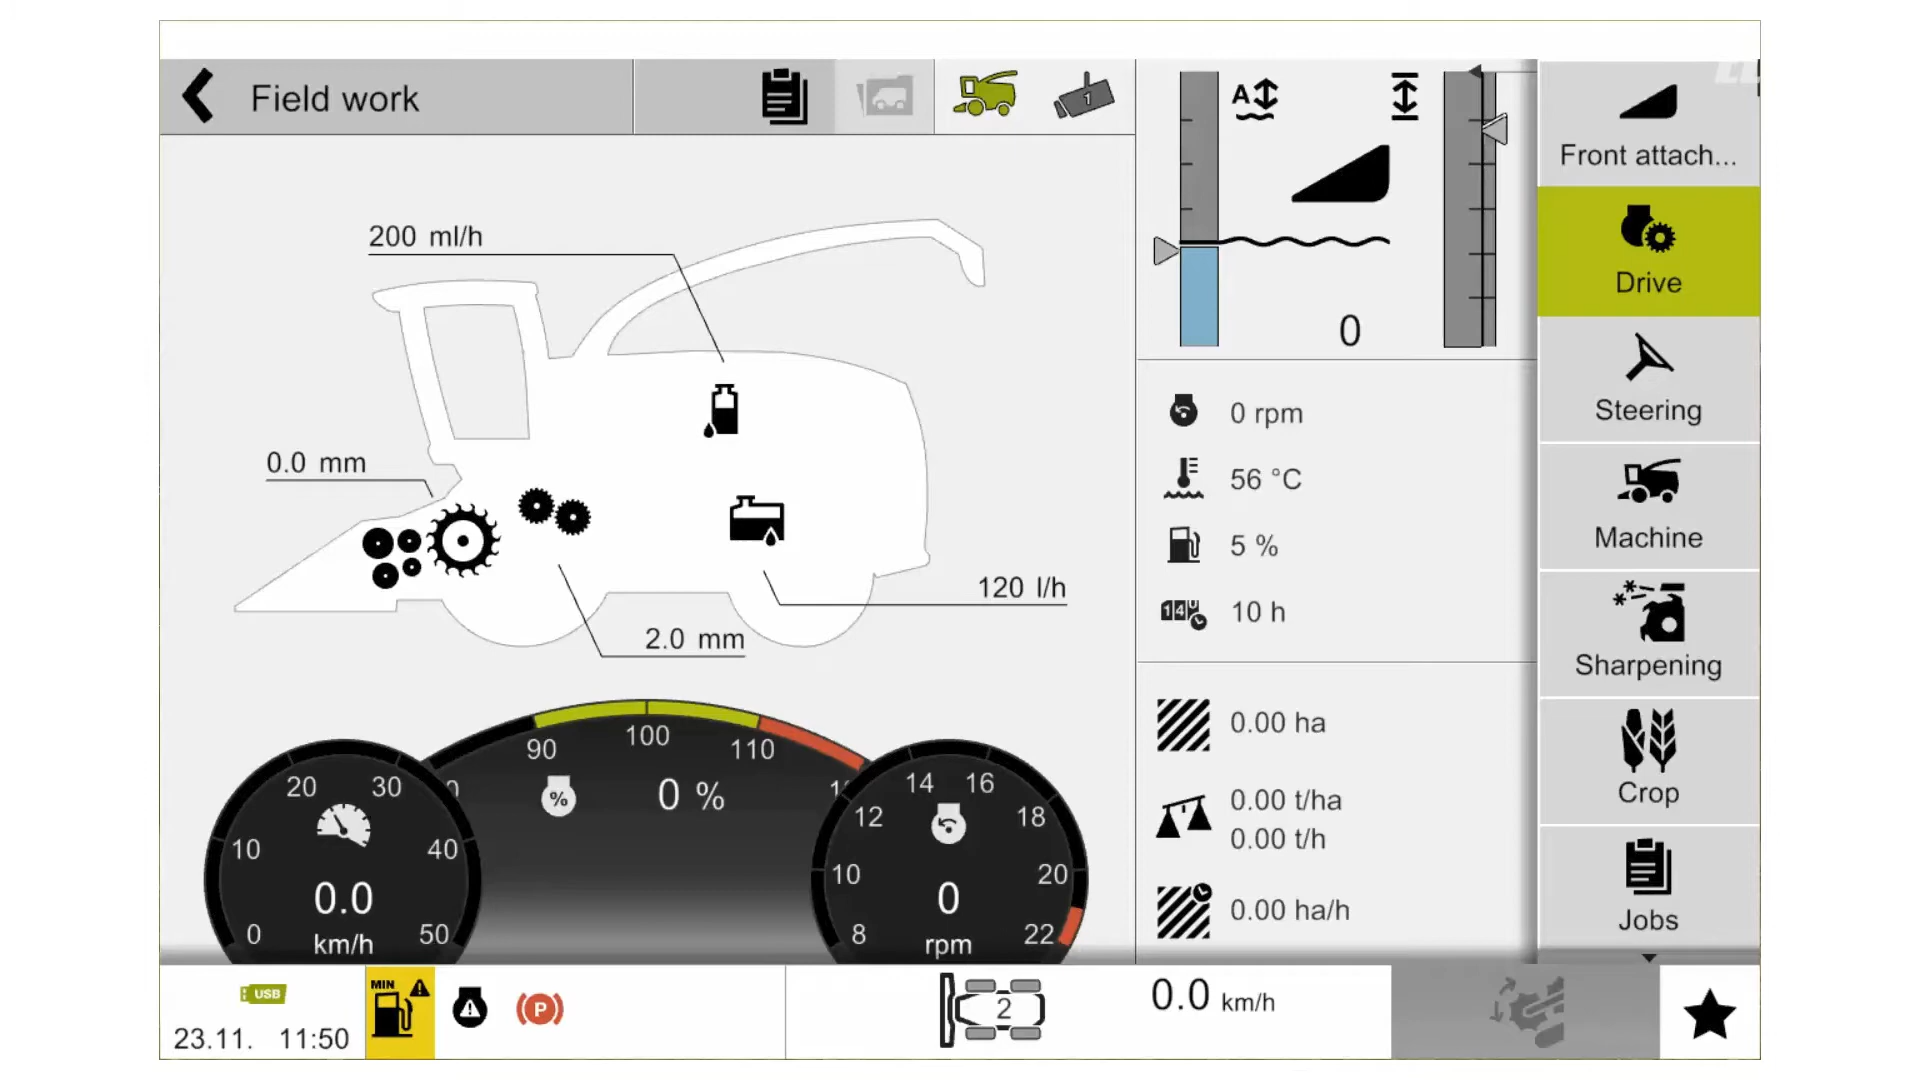 Field work
1
A
Front attach...
200 ml/h
Drive
0
Steering
0 rpm
0.0 mm
56 °C
Machine
5 %
120 l/h
10 h
2.0 mm
Sharpening
0.00 ha
90 100 110
20 30
% 0 %
14 16
12 18
0.00 t/ha
0.00 t/h
Crop
10 40
10 20
0.0
0
0.00 ha/h
Jobs
0 km/h 50
8 rpm 22
USB
23.11. 11:50
MIN
P
2
0.0 km/h